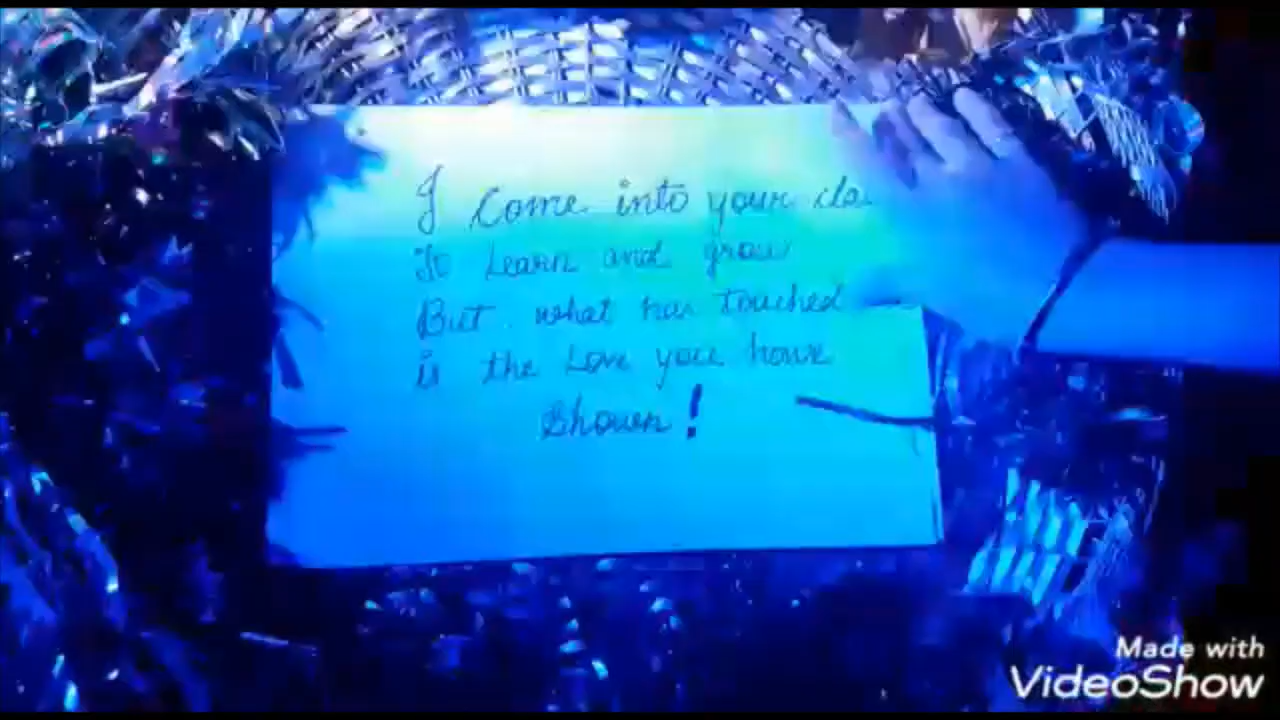 I come into your cla
To Learn and grow
But what has touched
is the Love you have
Shown!
Made with
VideoShow